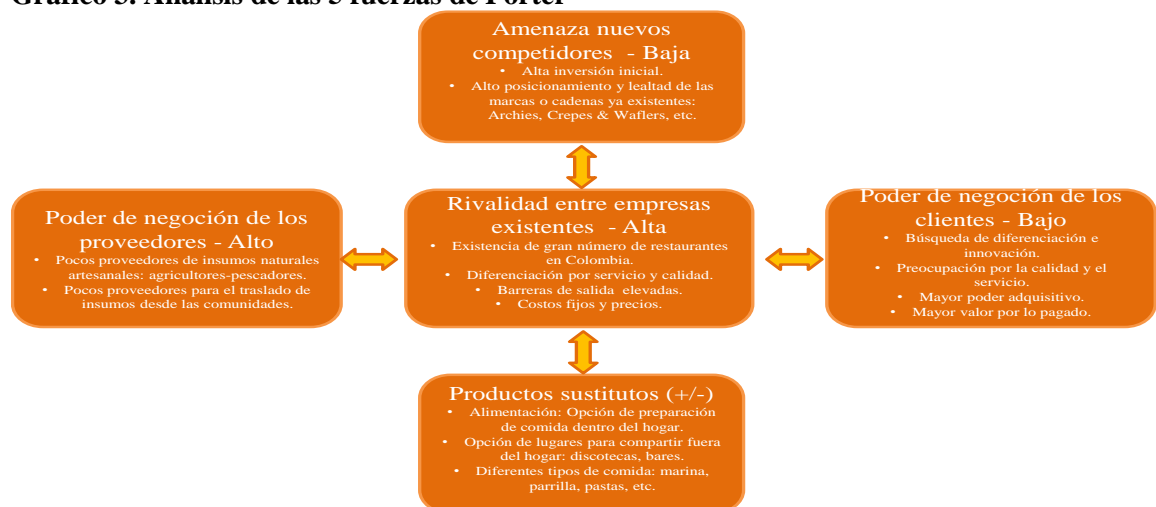 Gráfico 3. Análisis de las 5 fuerzas de Porter
Amenaza nuevos
competidores - Baja
• Alta inversión inicial.
• Alto posicionamiento y lealtad de las
marcas o cadenas ya existentes:
Archies, Crepes & Waflers, etc.
Poder de negoción de los
proveedores - Alto
• Pocos proveedores de insumos naturales
artesanales: agricultores-pescadores.
• Pocos proveedores para el traslado de
insumos desde las comunidades.
Rivalidad entre empresas
existentes - Alta
• Existencia de gran número de restaurantes
en Colombia.
• Diferenciación por servicio y calidad.
• Barreras de salida elevadas.
• Costos fijos y precios.
Poder de negoción de los
clientes - Bajo
• Búsqueda de diferenciación e
innovación.
• Preocupación por la calidad y el
servicio.
• Mayor poder adquisitivo.
• Mayor valor por lo pagado.
Productos sustitutos (+/-)
• Alimentación: Opción de preparación
de comida dentro del hogar.
• Opción de lugares para compartir fuera
del hogar: discotecas, bares.
• Diferentes tipos de comida: marina,
parrilla, pastas, etc.